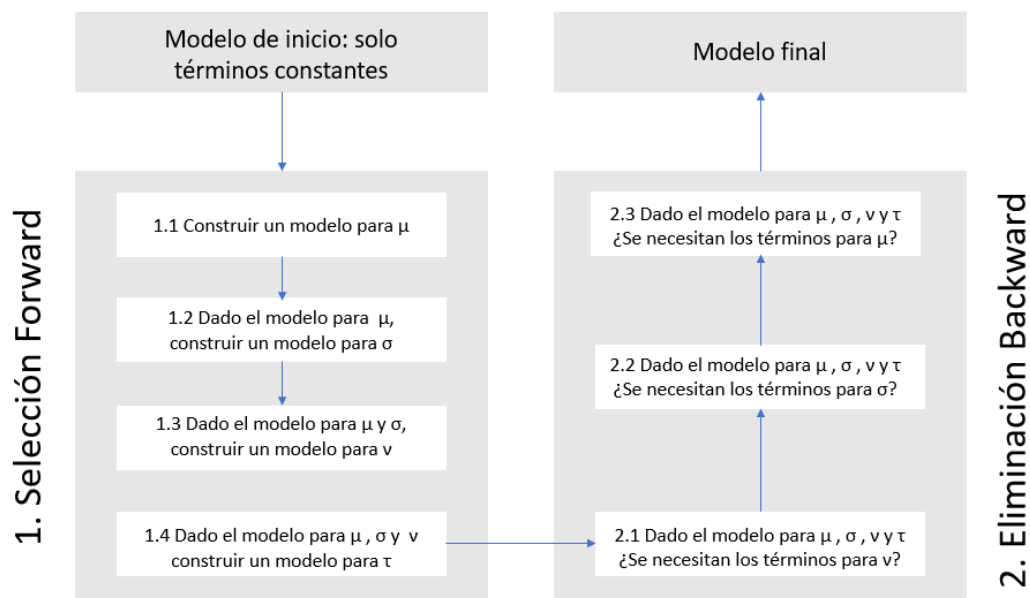 Modelo de inicio: solo
términos constantes
1. Selección Forward
1.1 Construir un modelo para μ
1.2 Dado el modelo para μ,
construir un modelo para σ
1.3 Dado el modelo para μ y σ,
construir un modelo para ν
1.4 Dado el modelo para μ , σ y ν
construir un modelo para τ
Modelo final
2.3 Dado el modelo para μ , σ , ν y τ
¿Se necesitan los términos para μ?
2.2 Dado el modelo para μ , σ , ν y τ
¿Se necesitan los términos para σ?
2.1 Dado el modelo para μ , σ , ν y τ
¿Se necesitan los términos para ν?
2. Eliminación Backward